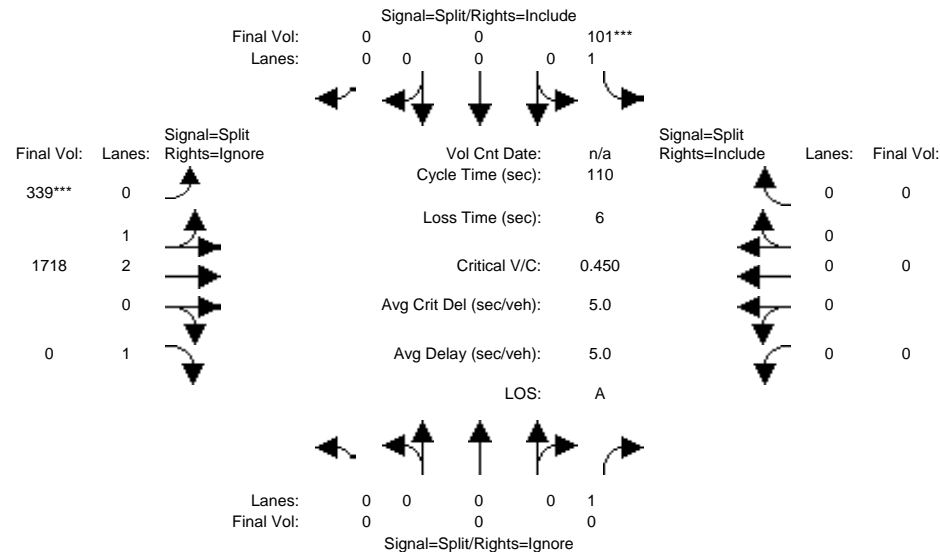 Signal=Split/Rights=Include
Final Vol: 0 0 101***
Lanes: 0 0 0 0 1
Signal=Split
Final Vol: Lanes: Rights=Ignore
Vol Cnt Date: n/a
Signal=Split
Rights=Include Lanes: Final Vol:
Cycle Time (sec): 110
339*** 0
0 0
Loss Time (sec): 6
1
0
1718 2
Critical V/C: 0.450
0 0
0
Avg Crit Del (sec/veh): 5.0
0
0 1
Avg Delay (sec/veh): 5.0
0 0
LOS: A
Lanes: 0 0 0 0 1
Final Vol: 0 0 0
Signal=Split/Rights=Ignore